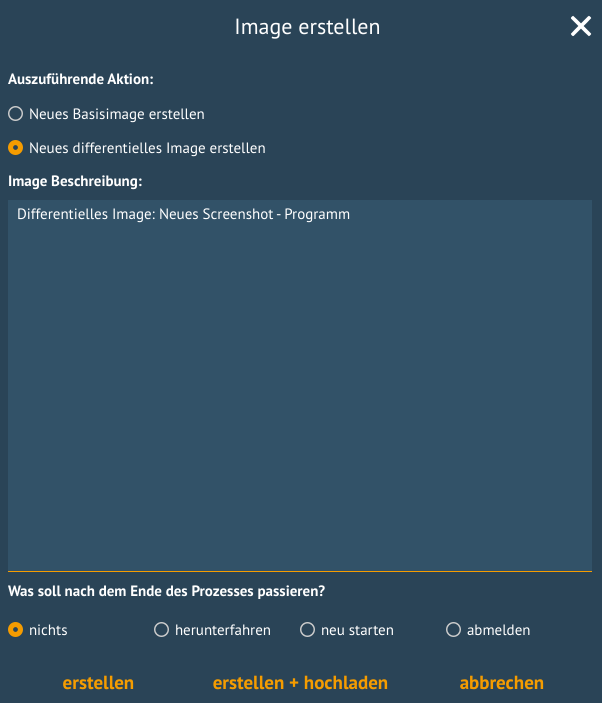 Image erstellen
Auszuführende Aktion:
Neues Basisimage erstellen
Neues differentielles Image erstellen
Image Beschreibung:
Differentielles Image: Neues Screenshot - Programm
Was soll nach dem Ende des Prozesses passieren?
nichts herunterfahren neu starten abmelden
erstellen erstellen + hochladen abbrechen